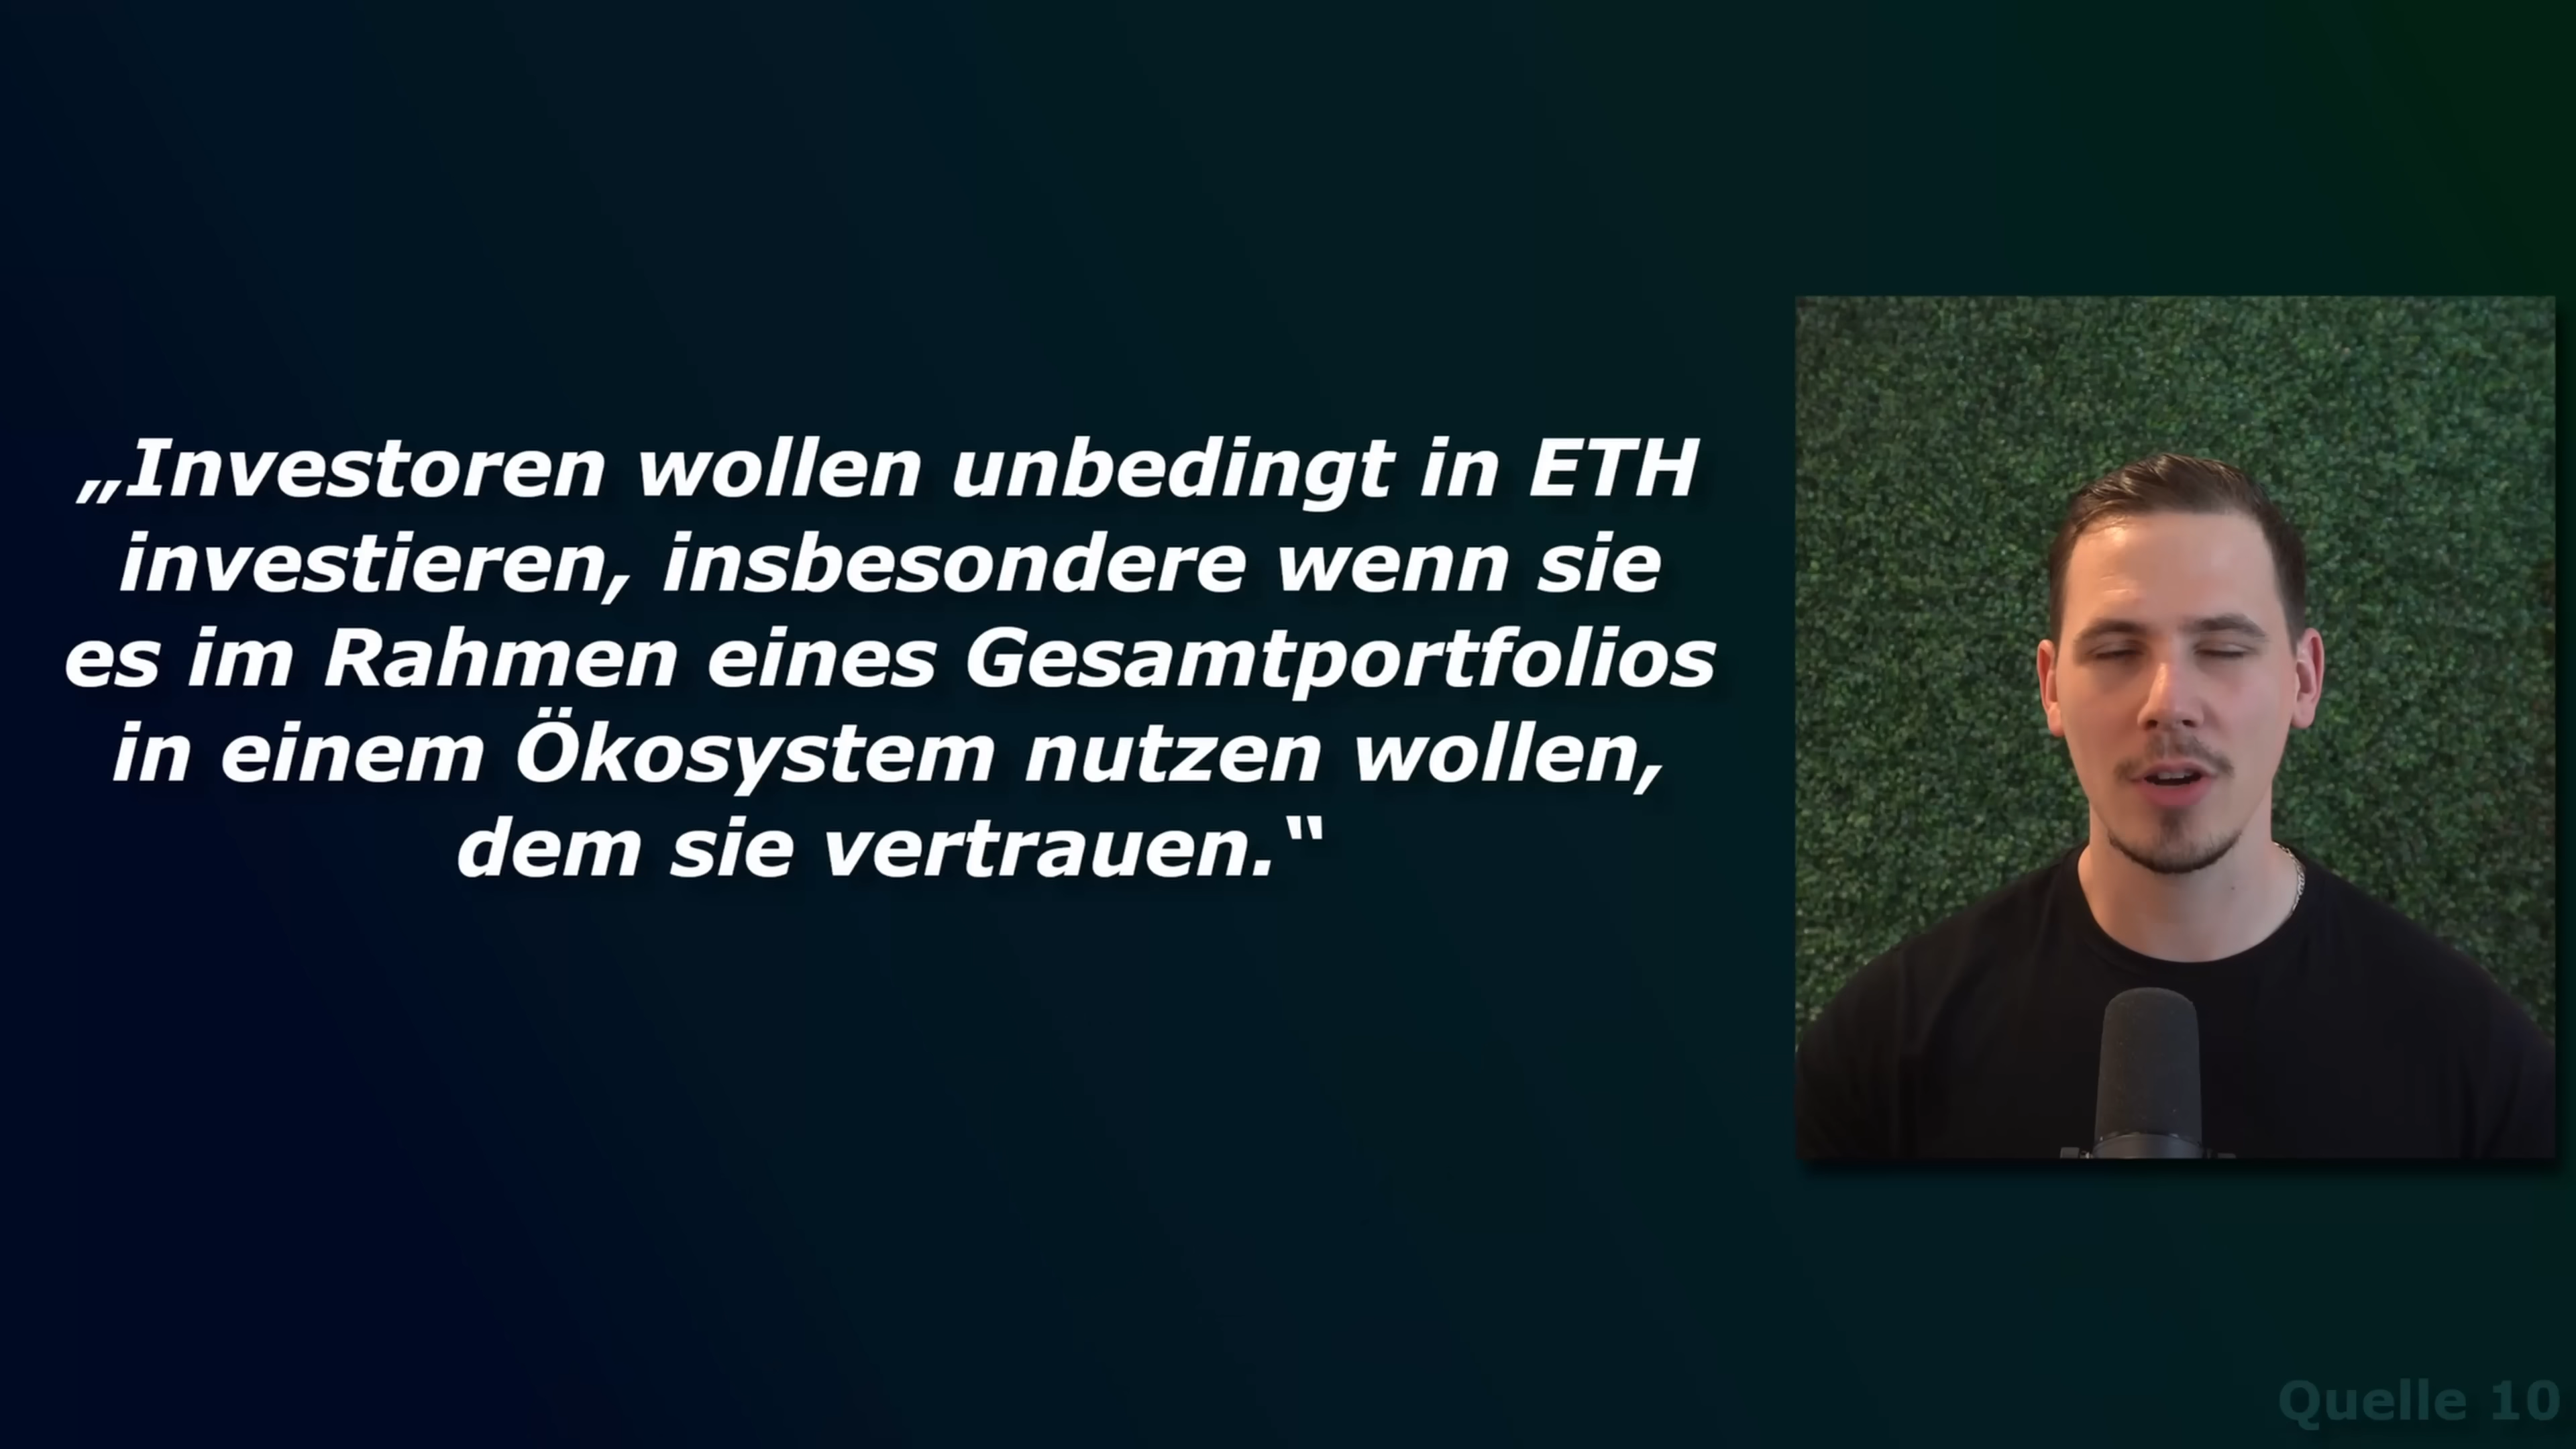 „Investoren wollen unbedingt in ETH
investieren, insbesondere wenn sie
es im Rahmen eines Gesamtportfolios
in einem Ökosystem nutzen wollen,
dem sie vertrauen.“
Quelle 10